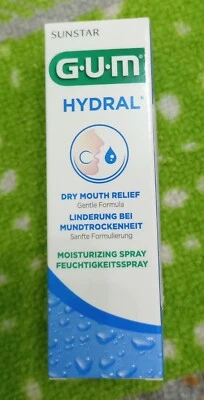 SUNSTAR
G·U·M®
HYDRAL®
DRY MOUTH RELIEF
Gentle Formula
LINDERUNG BEI
MUNDTROCKENHEIT
Sanfte Formulierung
MOISTURIZING SPRAY
FEUCHTIGKEITSSPRAY